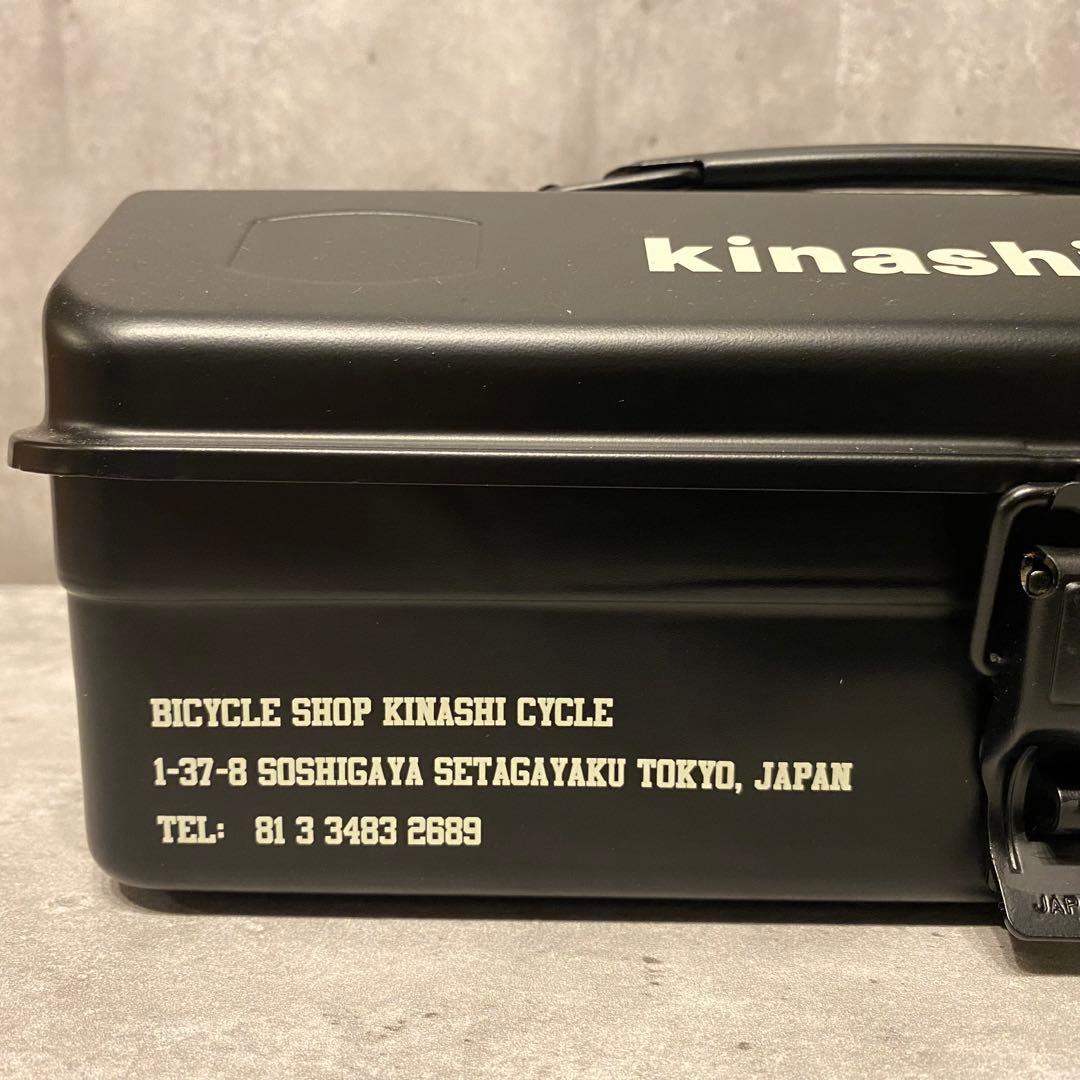 kinashi
BICYCLE SHOP KINASHI CYCLE
1-37-8 SOSHIGAYA SETAGAYAKU TOKYO, JAPAN
TEL: 81 3 3483 2689